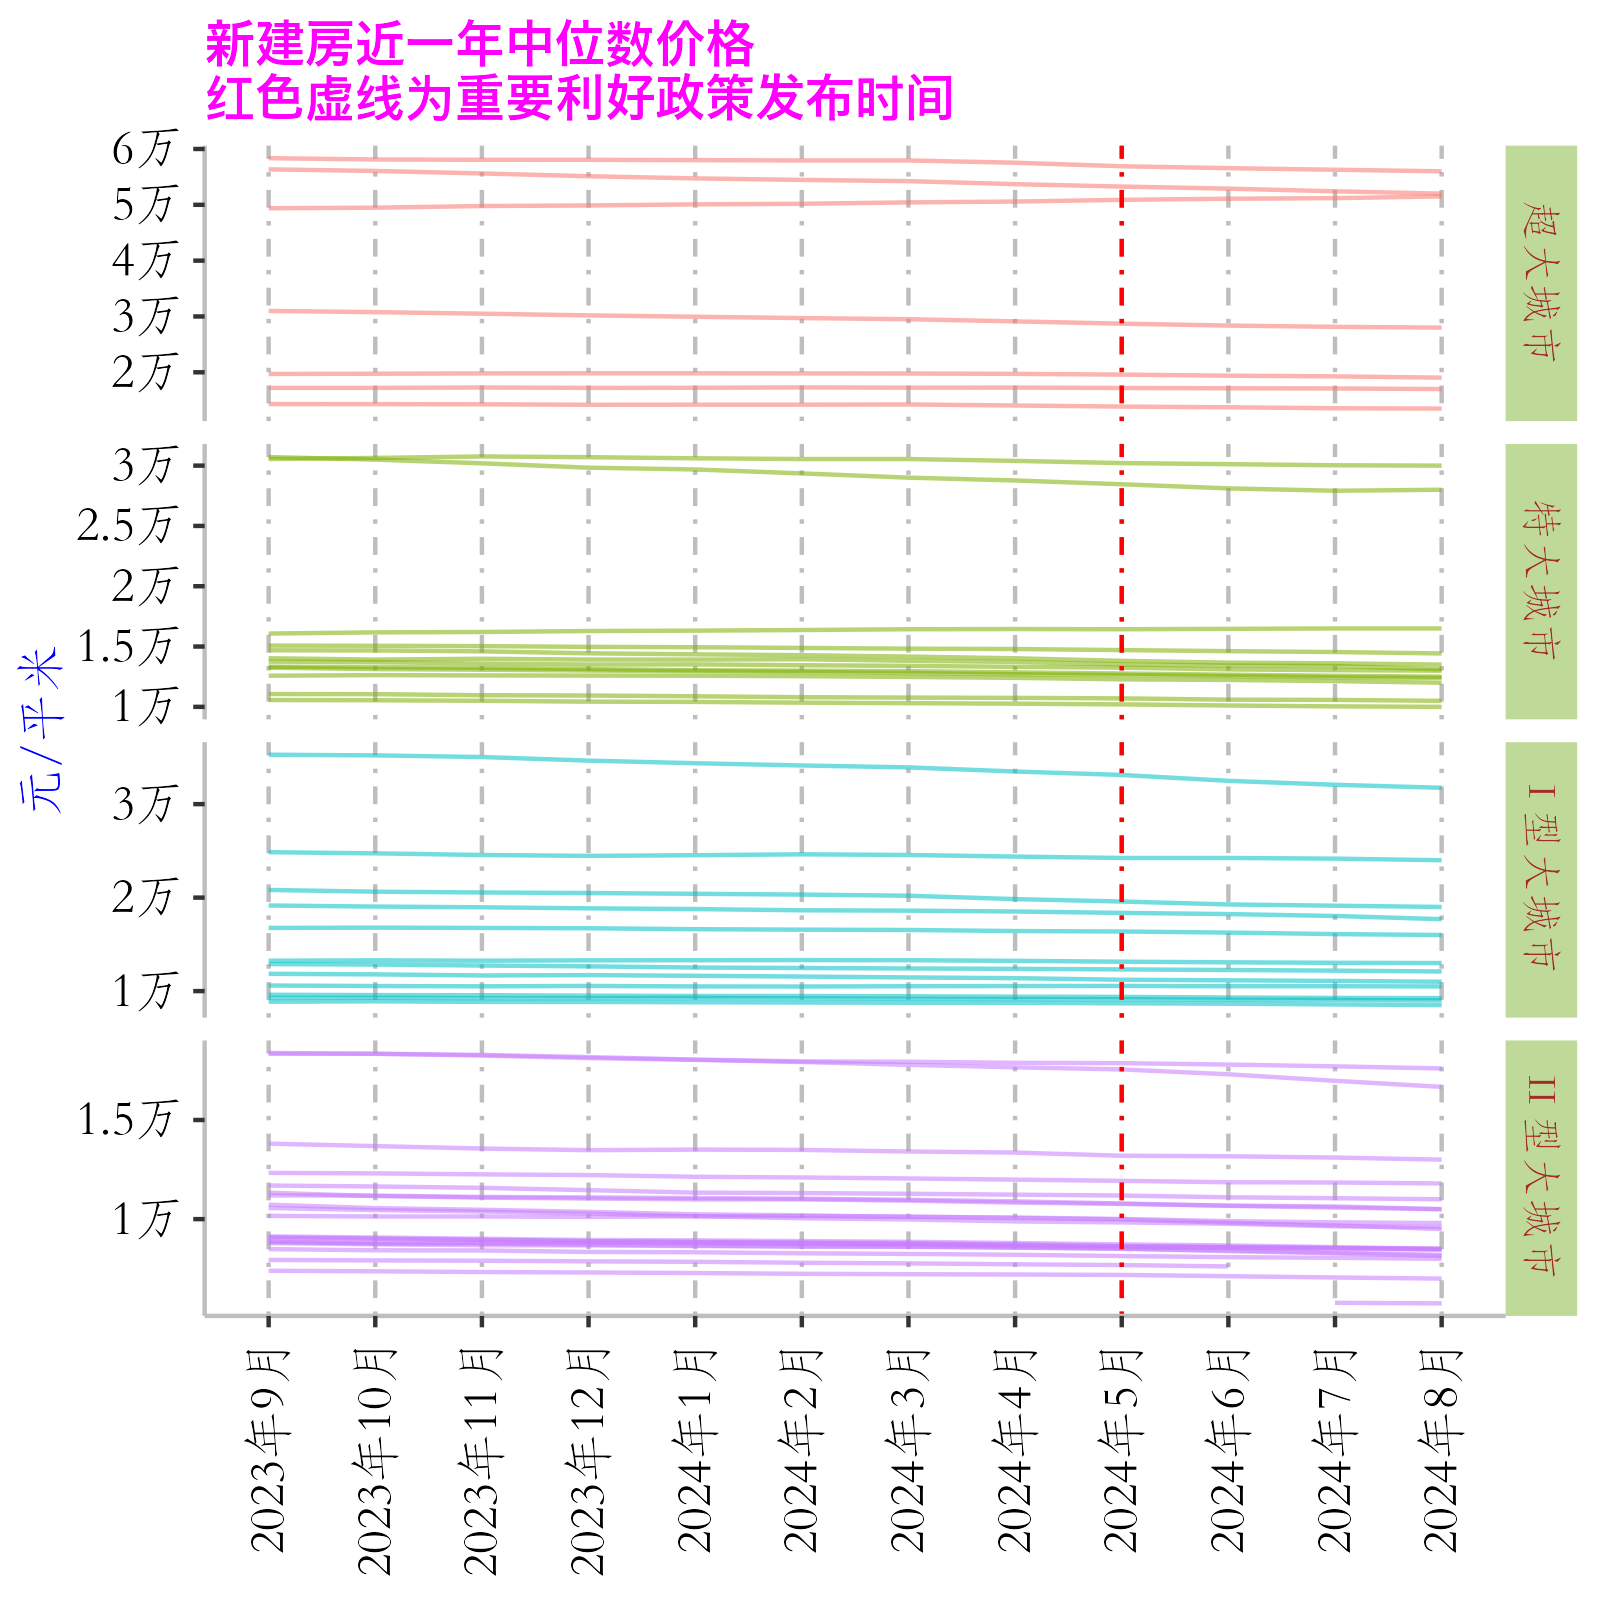 新建房近一年中位数价格
红色虚线为重要利好政策发布时间
元/平米
6万
5万
4万
3万
2万
超大城市
3万
2.5万
2万
1.5万
1万
特大城市
3万
2万
1万
I 型大城市
1.5万
1万
II 型大城市
2023年9月
2023年10月
2023年11月
2023年12月
2024年1月
2024年2月
2024年3月
2024年4月
2024年5月
2024年6月
2024年7月
2024年8月